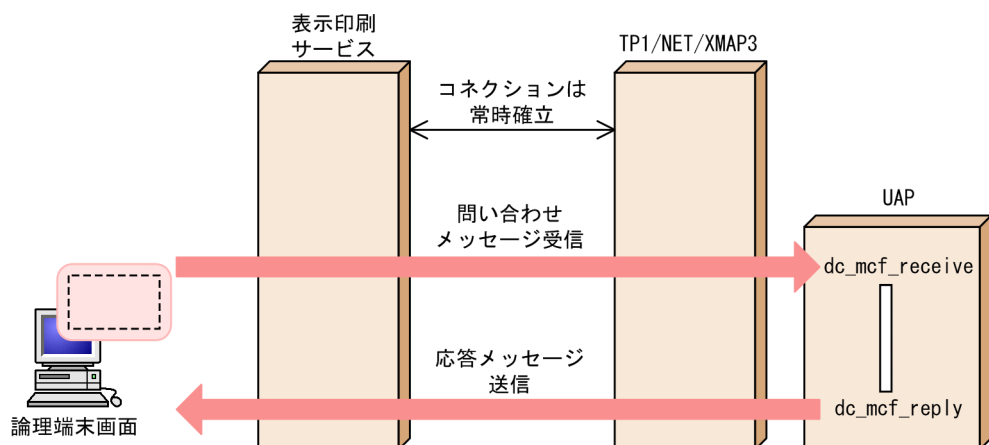 表示印刷
サービス
TP1/NET/XMAP3
コネクションは
常時確立
UAP
問い合わせ
メッセージ受信
dc_mcf_receive
応答メッセージ
送信
dc_mcf_reply
論理端末画面